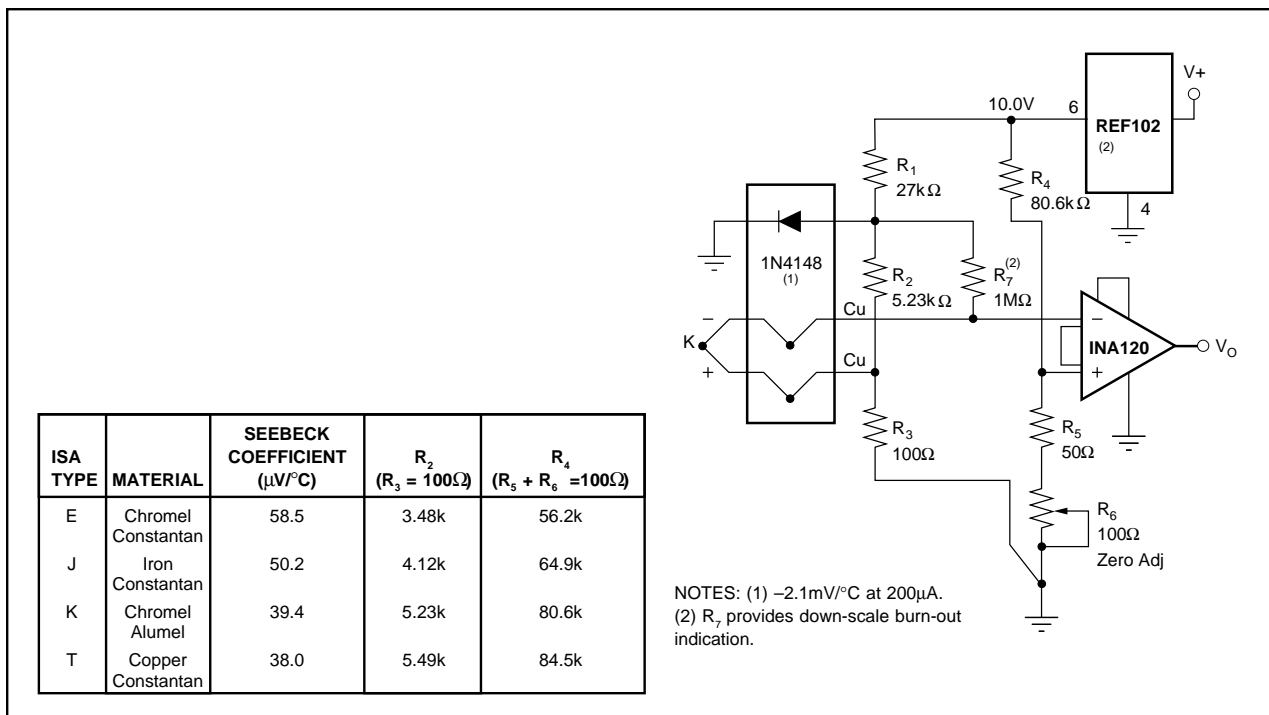 ISA TYPE
MATERIAL
SEEBECK COEFFICIENT (μV/°C)
R2 (R3 = 100Ω)
R4 (R5 + R6 =100Ω)
E
Chromel Constantan
58.5
3.48k
56.2k
J
Iron Constantan
50.2
4.12k
64.9k
K
Chromel Alumel
39.4
5.23k
80.6k
T
Copper Constantan
38.0
5.49k
84.5k
V+
10.0V
6
REF102
(2)
4
R1
27kΩ
R4
80.6kΩ
1N4148
(1)
R2
5.23kΩ
R7 (2)
1MΩ
Cu
–
K
+
Cu
–
INA120
+
VO
R3
100Ω
R5
50Ω
R6
100Ω
Zero Adj
NOTES: (1) –2.1mV/°C at 200μA.
(2) R7 provides down-scale burn-out
indication.